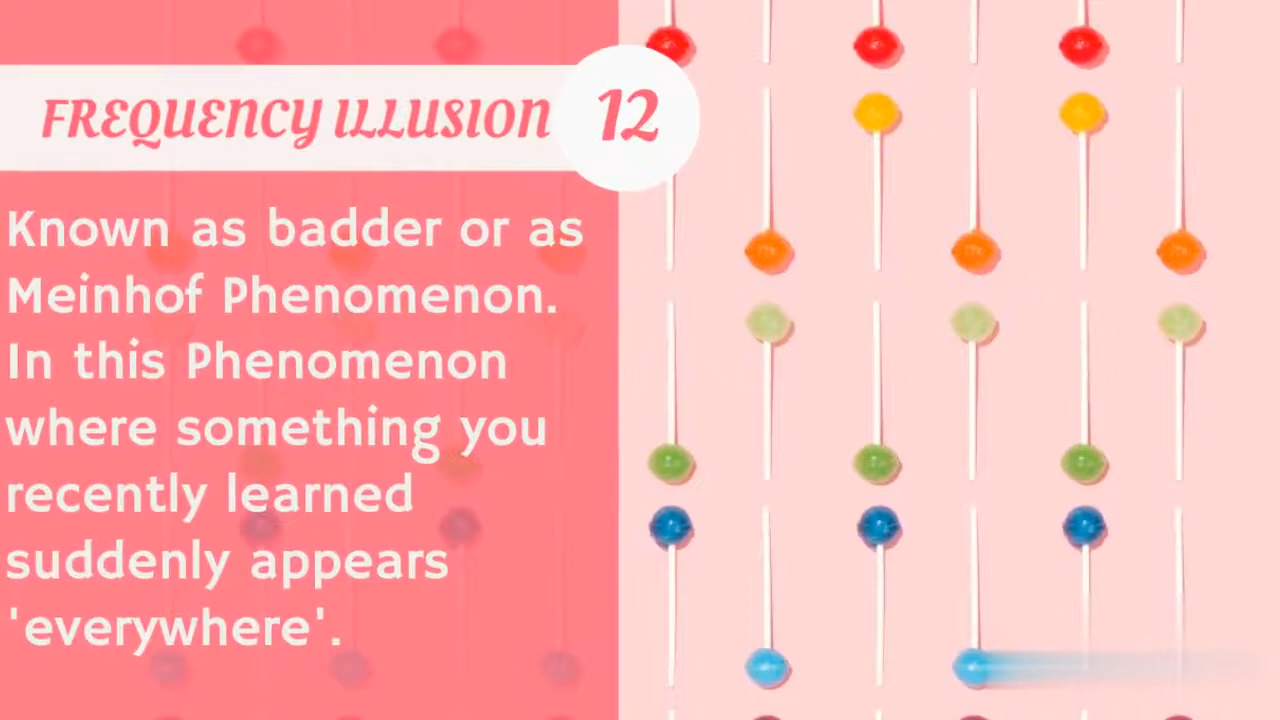 FREQUENCY ILLUSION 12
Known as badder or as
Meinhof Phenomenon.
In this Phenomenon
where something you
recently learned
suddenly appears
'everywhere'.